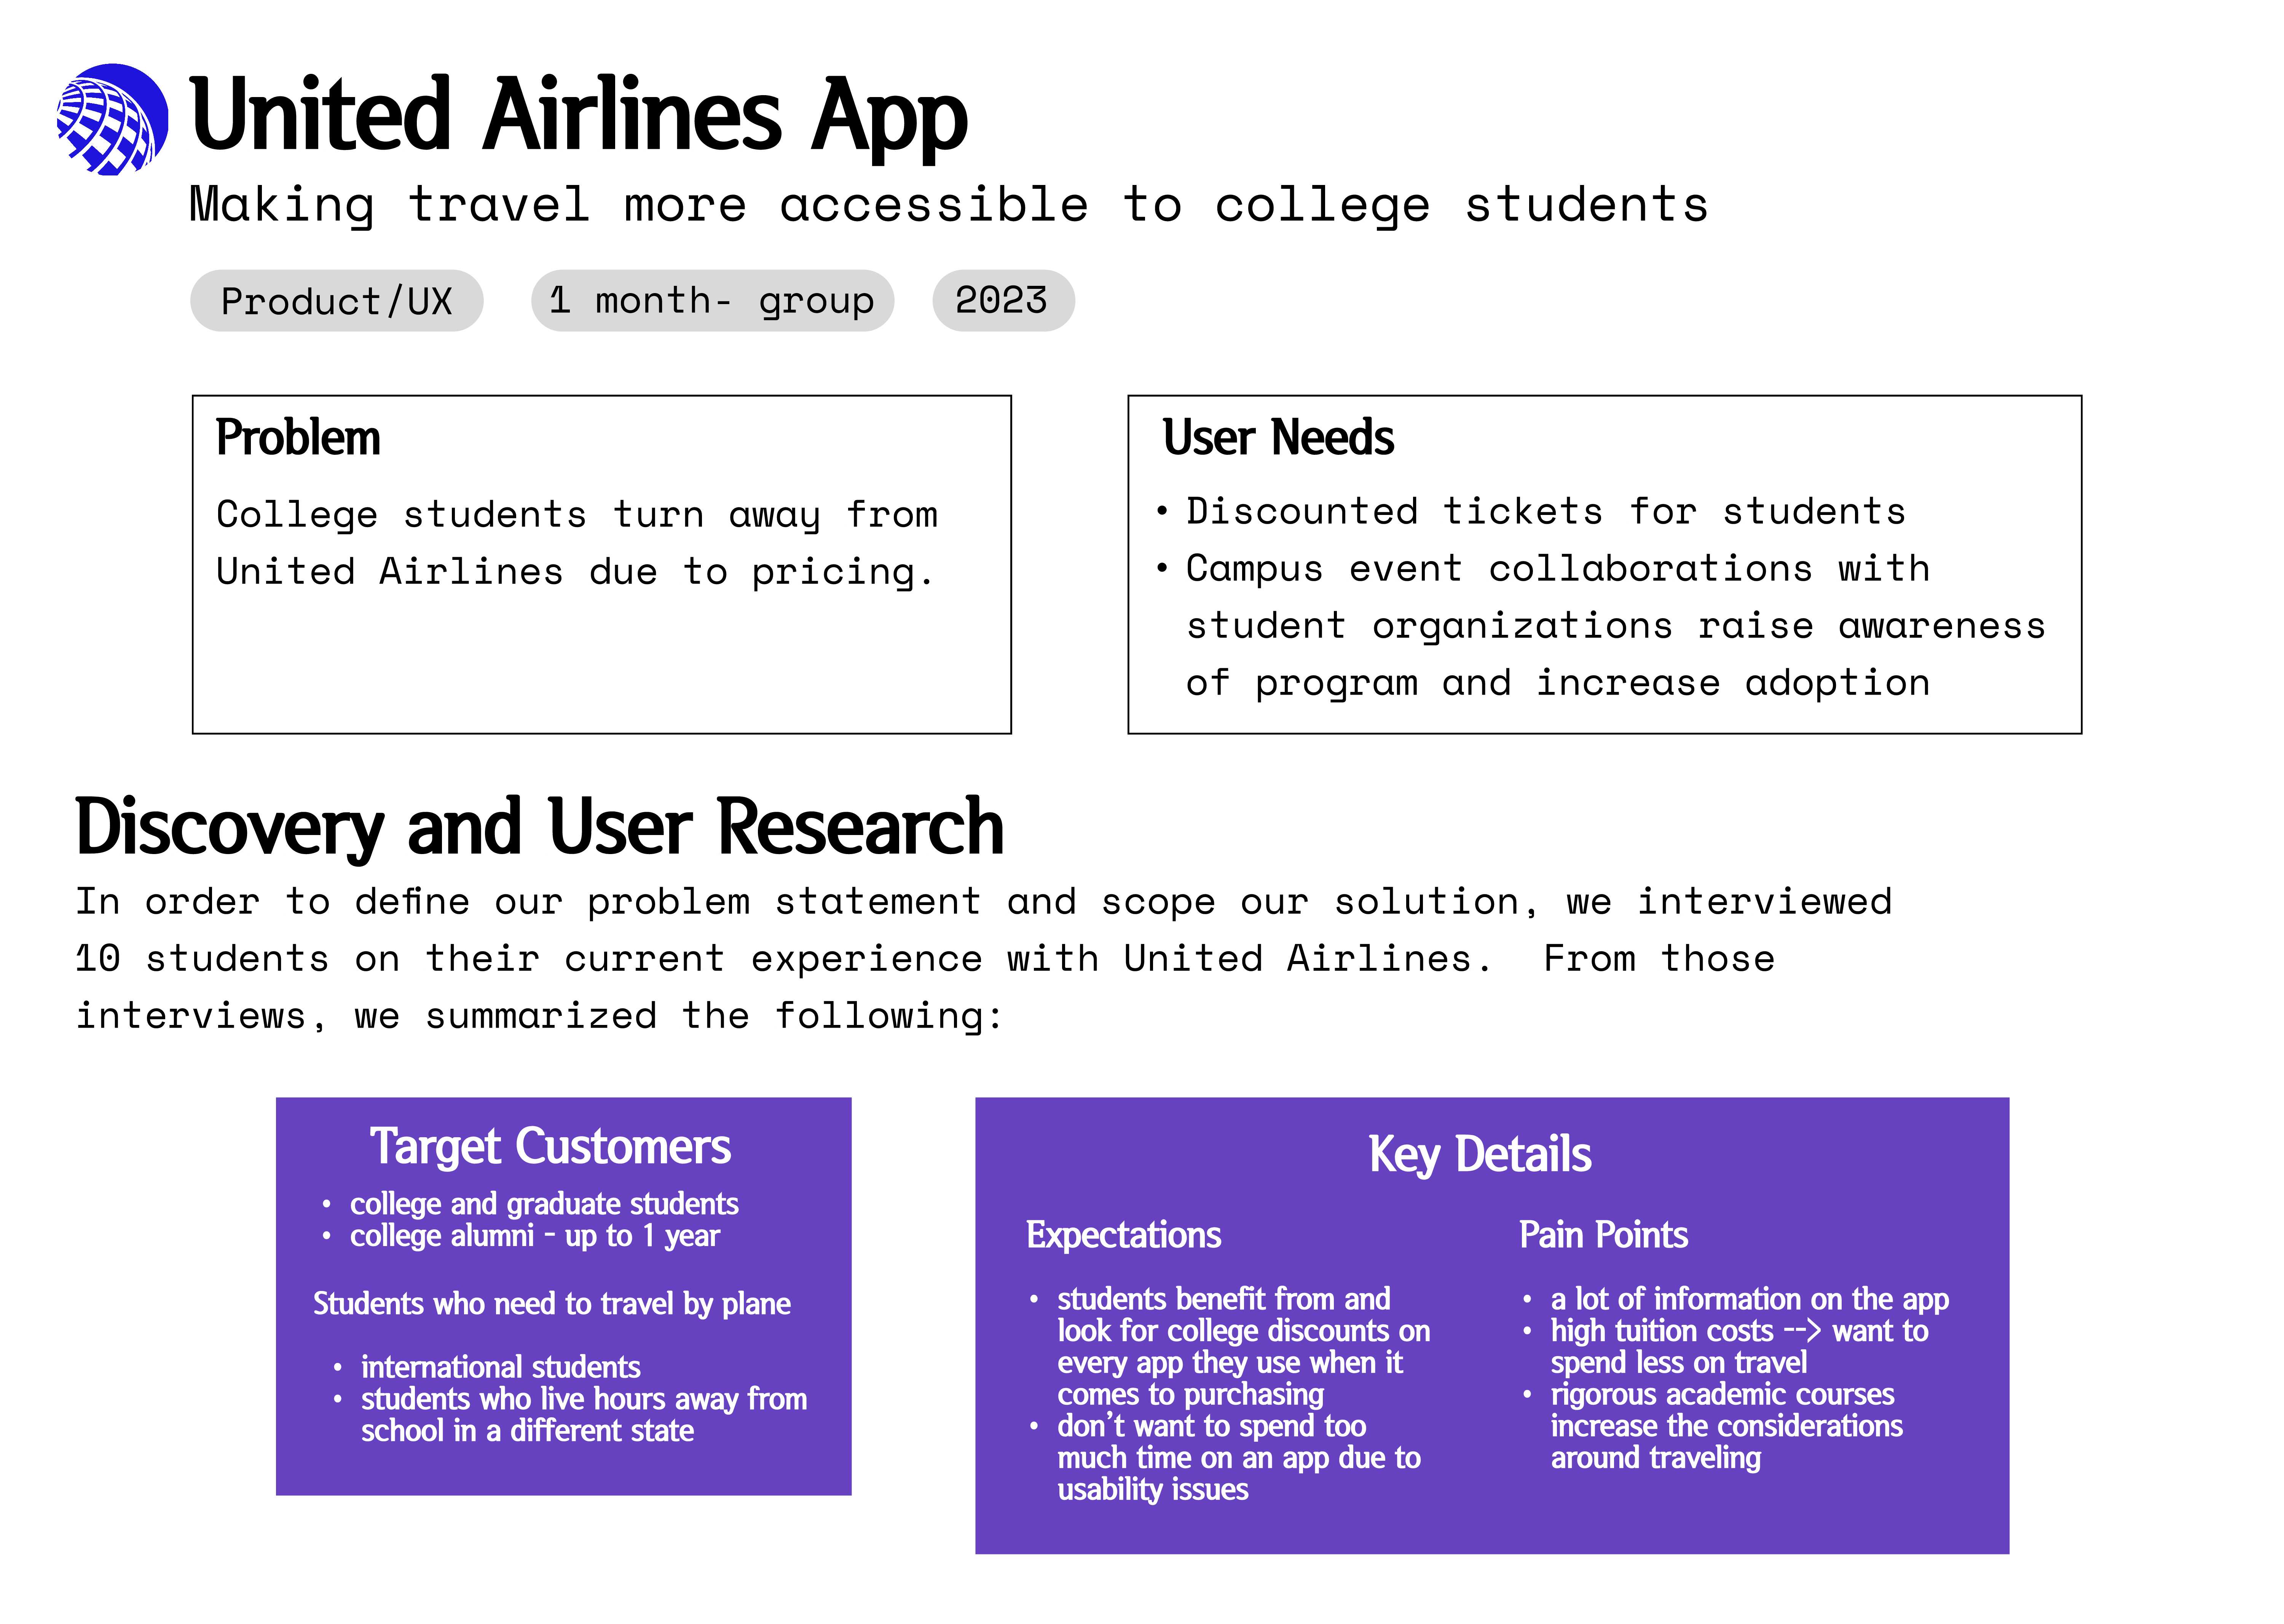 United Airlines App
Making travel more accessible to college students
Product/UX
1 month- group
2023
Problem
College students turn away from
United Airlines due to pricing.
User Needs
• Discounted tickets for students
• Campus event collaborations with
student organizations raise awareness
of program and increase adoption
Discovery and User Research
In order to define our problem statement and scope our solution, we interviewed
10 students on their current experience with United Airlines.  From those
interviews, we summarized the following:
Target Customers
• college and graduate students
• college alumni - up to 1 year
Students who need to travel by plane
• international students
• students who live hours away from
school in a different state
Key Details
Expectations
• students benefit from and
look for college discounts on
every app they use when it
comes to purchasing
• don't want to spend too
much time on an app due to
usability issues
Pain Points
• a lot of information on the app
• high tuition costs --> want to
spend less on travel
• rigorous academic courses
increase the considerations
around traveling